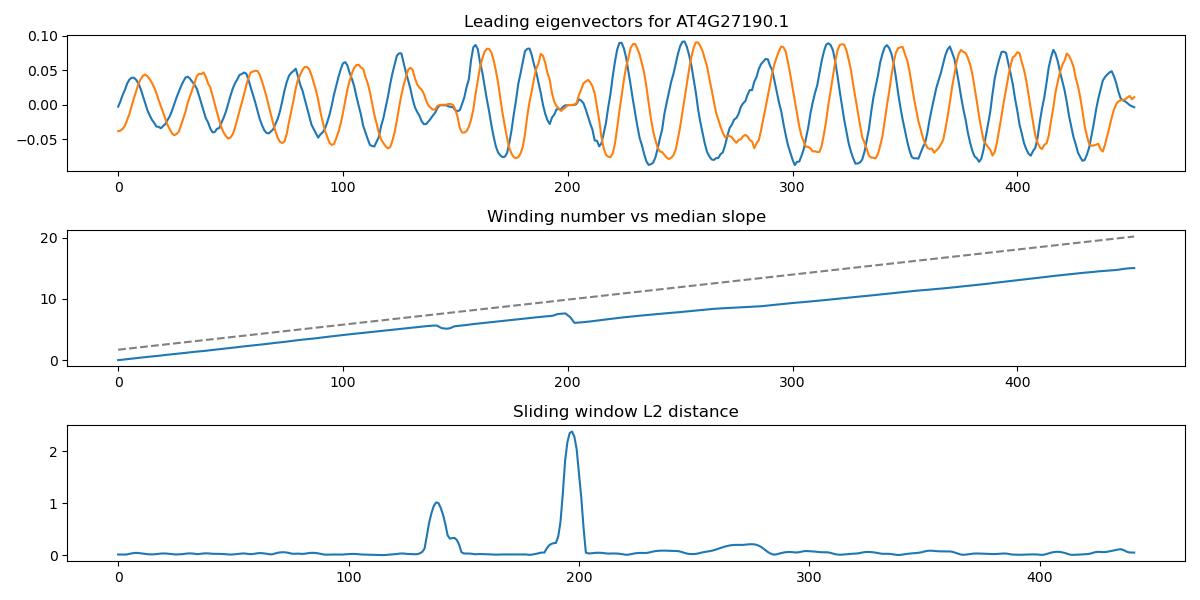 Leading eigenvectors for AT4G27190.1
0.10
0.05
0.00
−0.05
0 100 200 300 400
Winding number vs median slope
20
10
0
0 100 200 300 400
Sliding window L2 distance
2
1
0
0 100 200 300 400